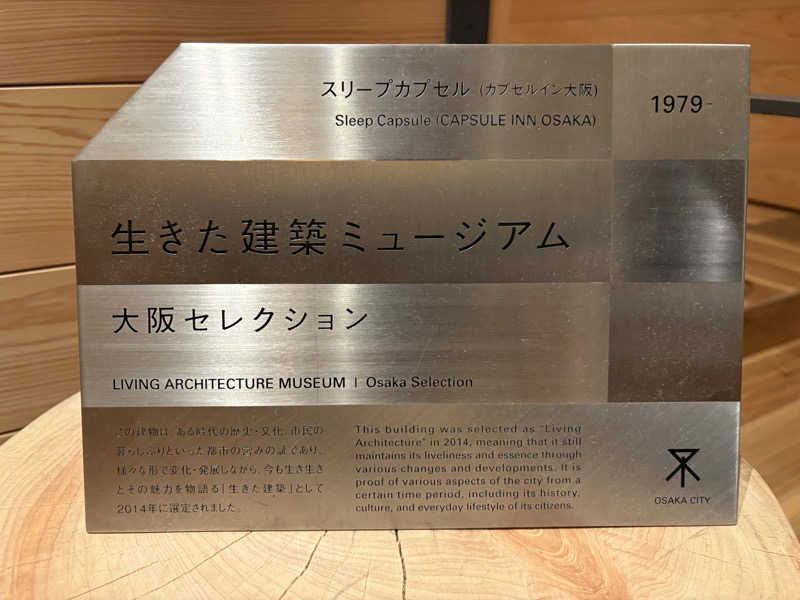 スリープカプセル (カプセルイン大阪)
Sleep Capsule (CAPSULE INN OSAKA)
1979-
生きた建築ミュージアム
大阪セレクション
LIVING ARCHITECTURE MUSEUM | Osaka Selection
この建物は、ある時代の歴史・文化、市民の
暮らしぶりといった都市の営みの証であり、
様々な形で変化・発展しながら、今も生き生き
とその魅力を物語る「生きた建築」として
2014年に選定されました。
This building was selected as "Living
Architecture" in 2014, meaning that it still
maintains its liveliness and essence through
various changes and developments. It is
proof of various aspects of the city from a
certain time period, including its history,
culture, and everyday lifestyle of its citizens.
OSAKA CITY